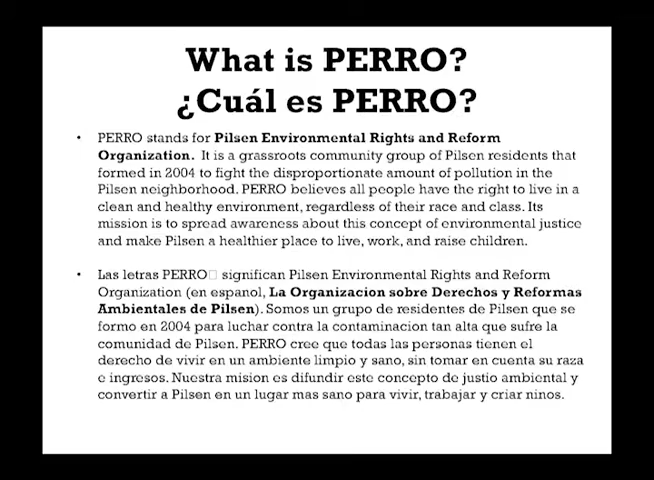 What is PERRO?
¿Cuál es PERRO?
• PERRO stands for Pilsen Environmental Rights and Reform
Organization. It is a grassroots community group of Pilsen residents that
formed in 2004 to fight the disproportionate amount of pollution in the
Pilsen neighborhood. PERRO believes all people have the right to live in a
clean and healthy environment, regardless of their race and class. Its
mission is to spread awareness about this concept of environmental justice
and make Pilsen a healthier place to live, work, and raise children.
• Las letras PERRO□ significan Pilsen Environmental Rights and Reform
Organization (en espanol, La Organizacion sobre Derechos y Reformas
Ambientales de Pilsen). Somos un grupo de residentes de Pilsen que se
formo en 2004 para luchar contra la contaminacion tan alta que sufre la
comunidad de Pilsen. PERRO cree que todas las personas tienen el
derecho de vivir en un ambiente limpio y sano, sin tomar en cuenta su raza
e ingresos. Nuestra mision es difundir este concepto de justio ambiental y
convertir a Pilsen en un lugar mas sano para vivir, trabajar y criar ninos.